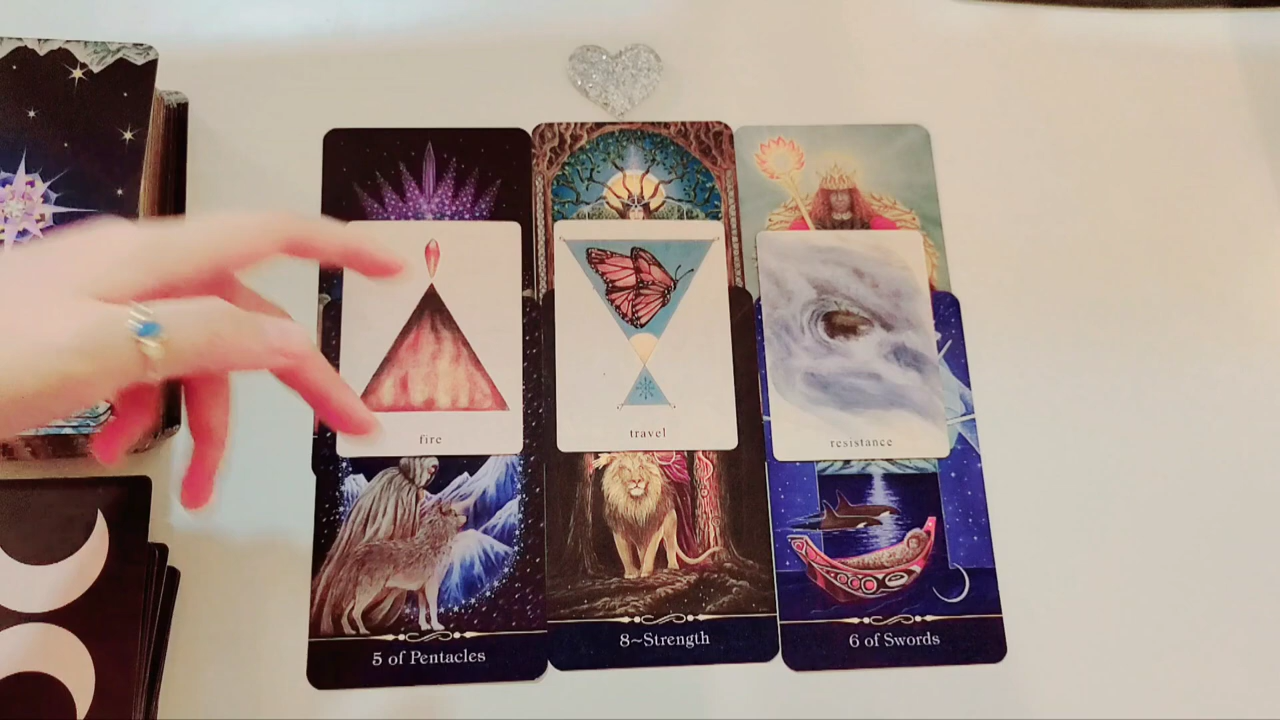 fire
travel
resistance
5 of Pentacles
8~Strength
6 of Swords